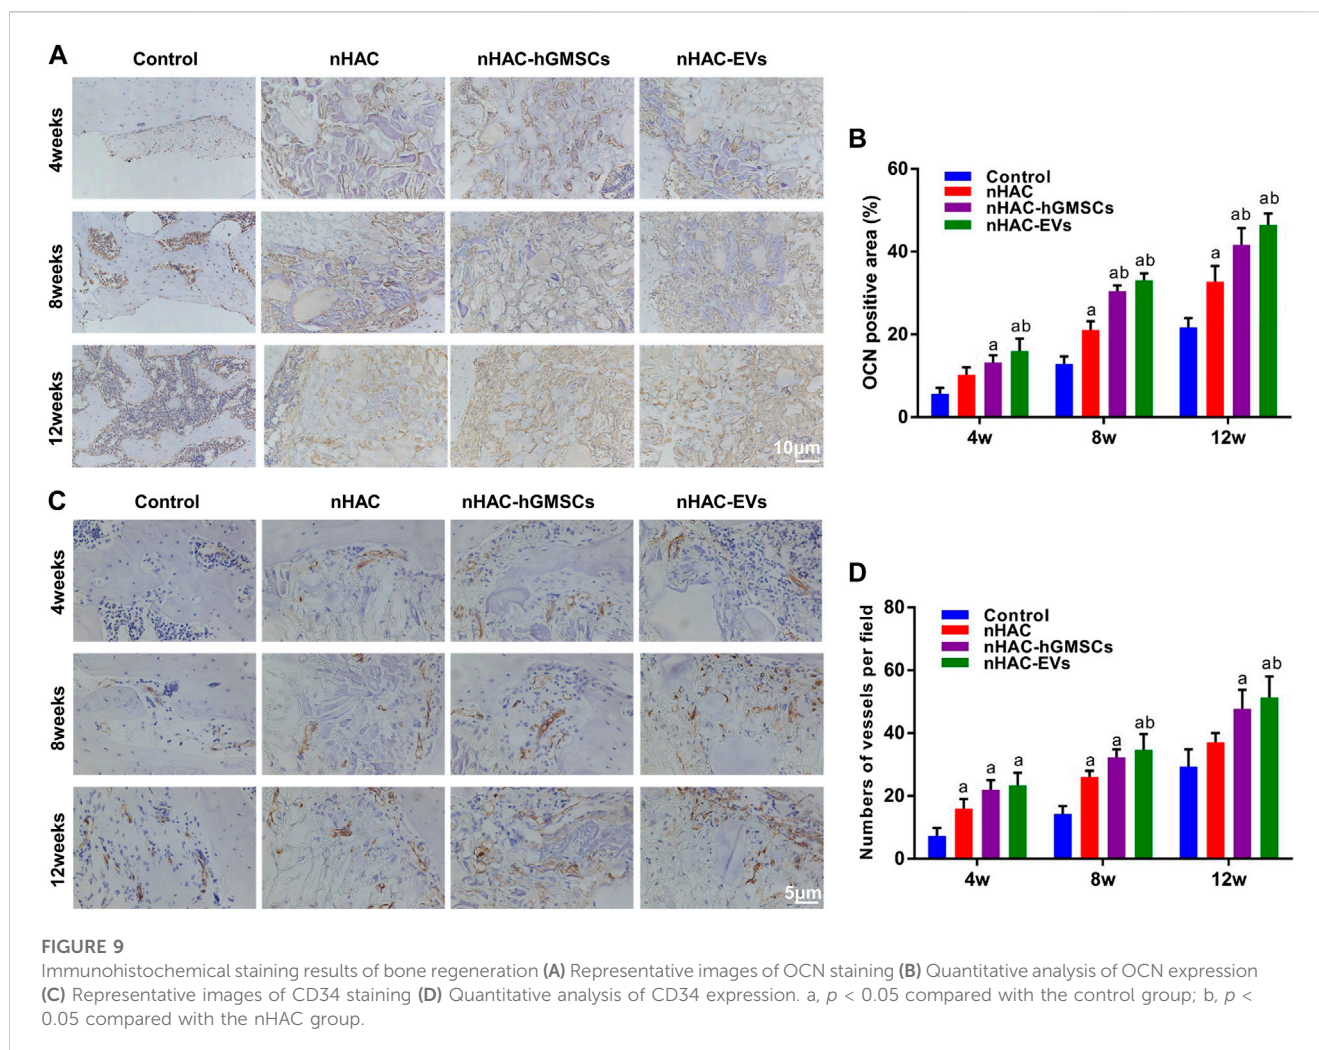 A
Control nHAC nHAC-hGMSCs nHAC-EVs
4weeks
8weeks
12weeks
10μm
B
OCN positive area (%)
60
40
20
0
Control
nHAC
nHAC-hGMSCs
nHAC-EVs
a ab
a ab ab
a ab ab
4w 8w 12w
C
Control nHAC nHAC-hGMSCs nHAC-EVs
4weeks
8weeks
12weeks
5μm
D
Numbers of vessels per field
80
60
40
20
0
Control
nHAC
nHAC-hGMSCs
nHAC-EVs
a a a
a a ab
a ab
4w 8w 12w
FIGURE 9
Immunohistochemical staining results of bone regeneration (A) Representative images of OCN staining (B) Quantitative analysis of OCN expression
(C) Representative images of CD34 staining (D) Quantitative analysis of CD34 expression. a, p < 0.05 compared with the control group; b, p <
0.05 compared with the nHAC group.